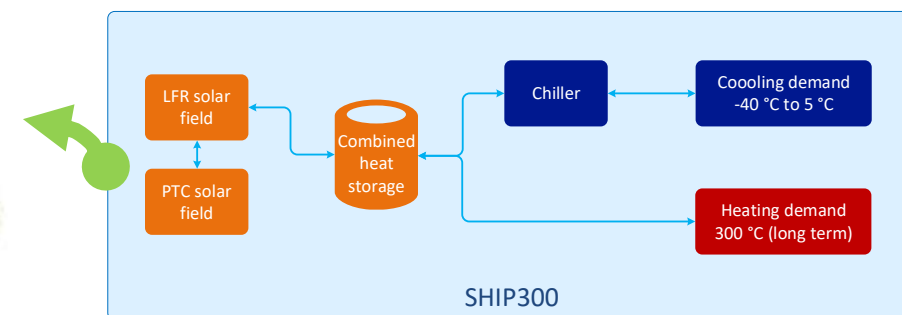 LFR solar
field
PTC solar
field
Combined
heat
storage
Chiller
Coooling demand
-40 °C to 5 °C
Heating demand
300 °C (long term)
SHIP300